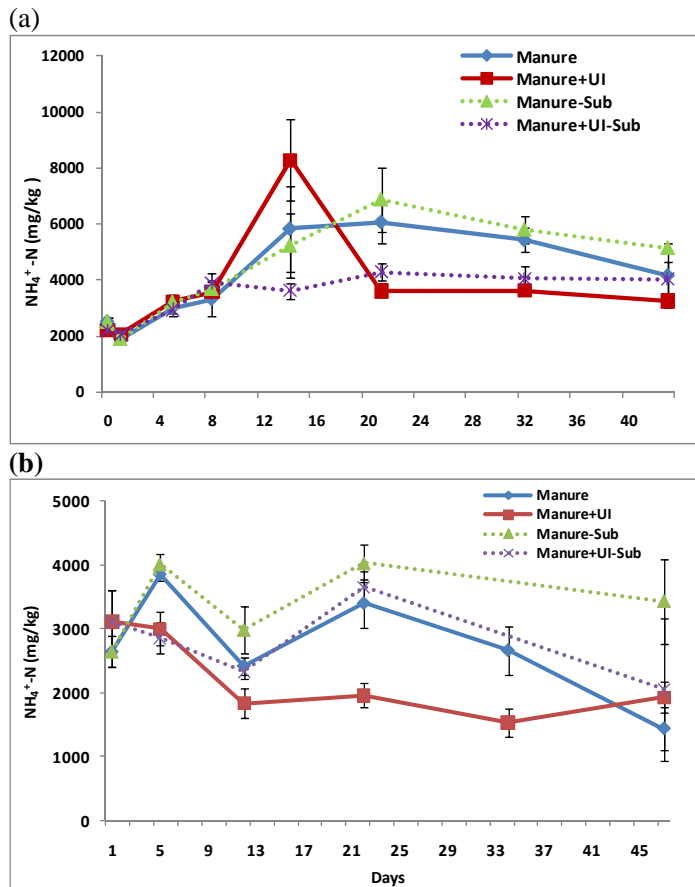 (a)
12000
10000
8000
6000
4000
2000
0
NH₄⁺-N (mg/kg )
Manure
Manure+UI
Manure-Sub
Manure+UI-Sub
0 4 8 12 16 20 24 28 32 36 40
(b)
5000
4000
3000
2000
1000
0
NH₄⁺-N (mg/kg)
Manure
Manure+UI
Manure-Sub
Manure+UI-Sub
1 5 9 13 17 21 25 29 33 37 41 45
Days